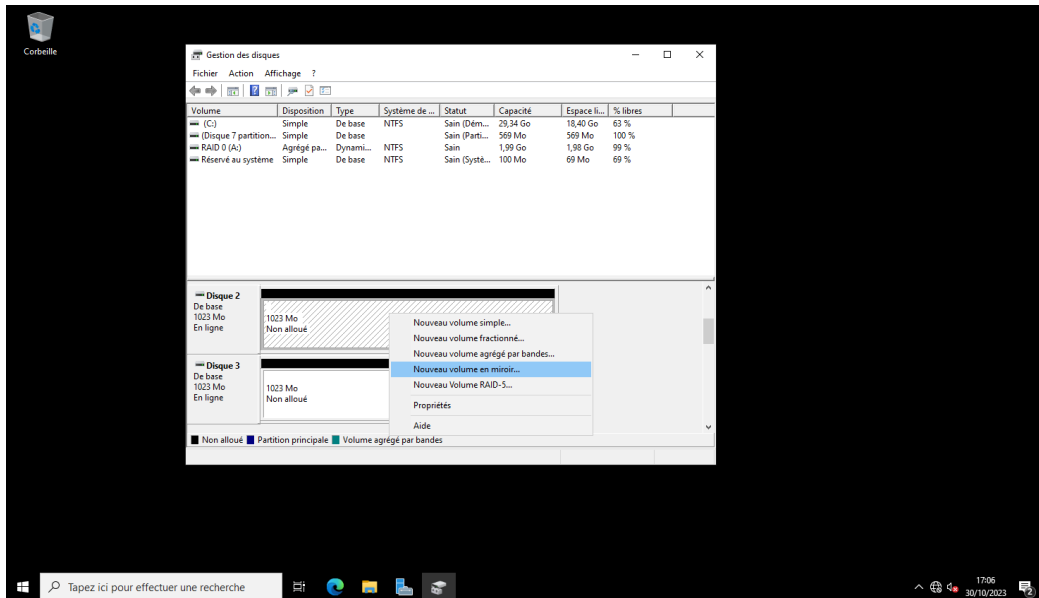 Corbeille
Gestion des disques
Fichier Action Affichage ?
Volume Disposition Type Système de ... Statut Capacité Espace li... % libres
(C:) Simple De base NTFS Sain (Dém... 29,34 Go 18,40 Go 63 %
(Disque 7 partition... Simple De base Sain (Parti... 569 Mo 569 Mo 100 %
RAID 0 (A:) Agrégé pa... Dynami... NTFS Sain 1,99 Go 1,98 Go 99 %
Réservé au système Simple De base NTFS Sain (Systè... 100 Mo 69 Mo 69 %
Disque 2
De base
1023 Mo
En ligne
1023 Mo
Non alloué
Nouveau volume simple...
Nouveau volume fractionné...
Nouveau volume agrégé par bandes...
Nouveau volume en miroir...
Nouveau Volume RAID-5...
Propriétés
Aide
Disque 3
De base
1023 Mo
En ligne
1023 Mo
Non alloué
Non alloué Partition principale Volume agrégé par bandes
Tapez ici pour effectuer une recherche
17:06
30/10/2023
2